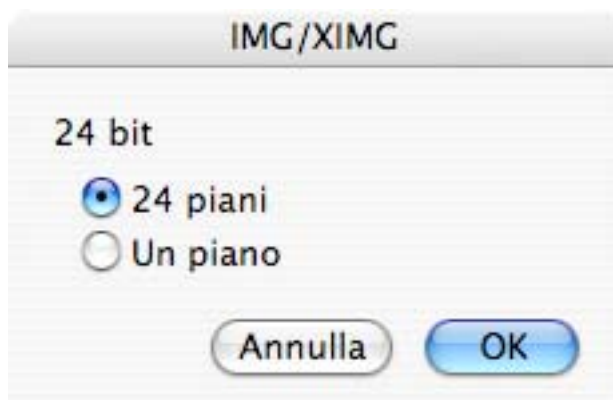 IMG/XIMG
24 bit
24 piani
Un piano
Annulla OK